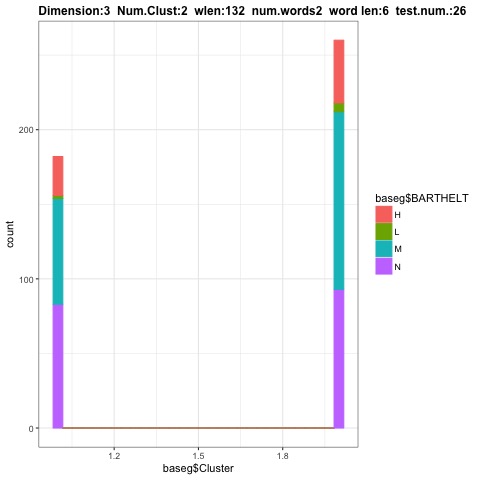 Dimension:3 Num.Clust:2 wlen:132 num.words2 word len:6 test.num.:26
200
100
0
count
1.2 1.5 1.8
baseg$Cluster
baseg$BARTHELT
H
L
M
N